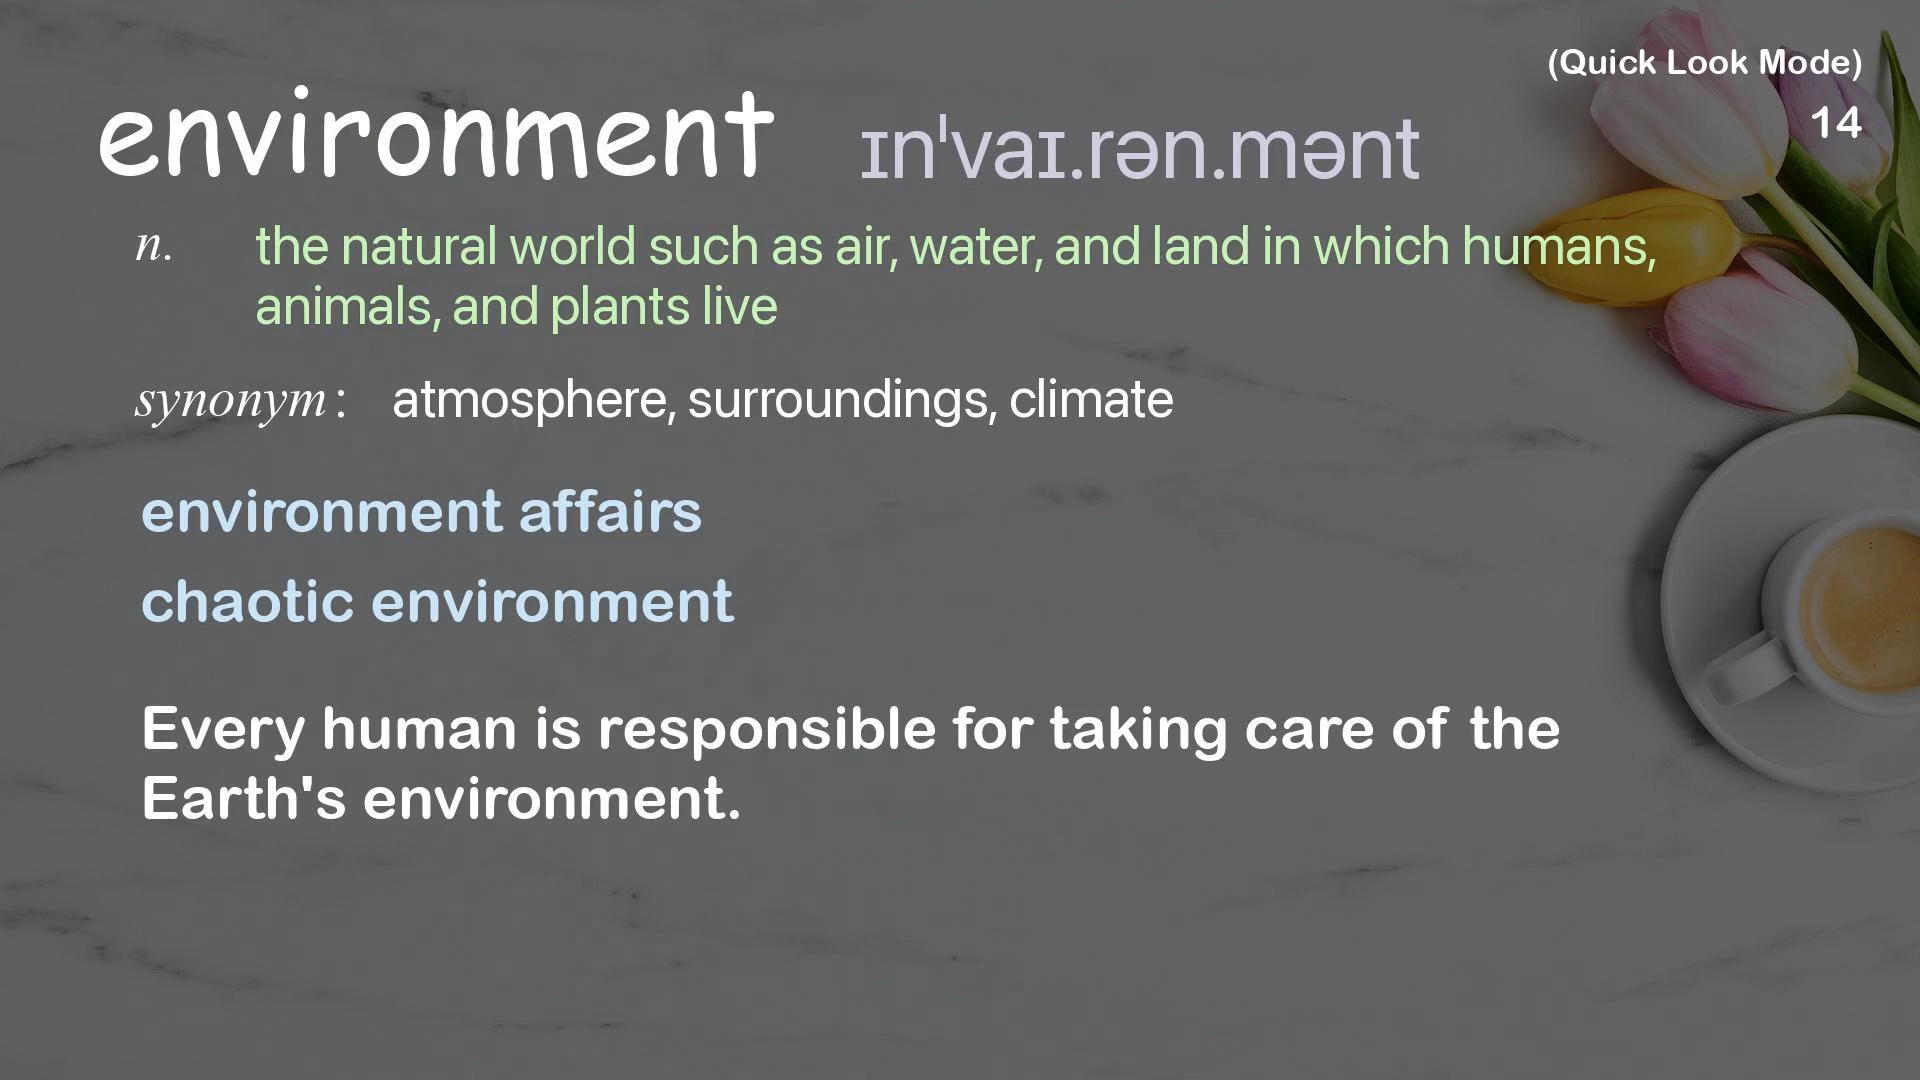 (Quick Look Mode)
14
environment ɪnˈvaɪ.rən.mənt
n. the natural world such as air, water, and land in which humans,
animals, and plants live
synonym: atmosphere, surroundings, climate
environment affairs
chaotic environment
Every human is responsible for taking care of the
Earth's environment.